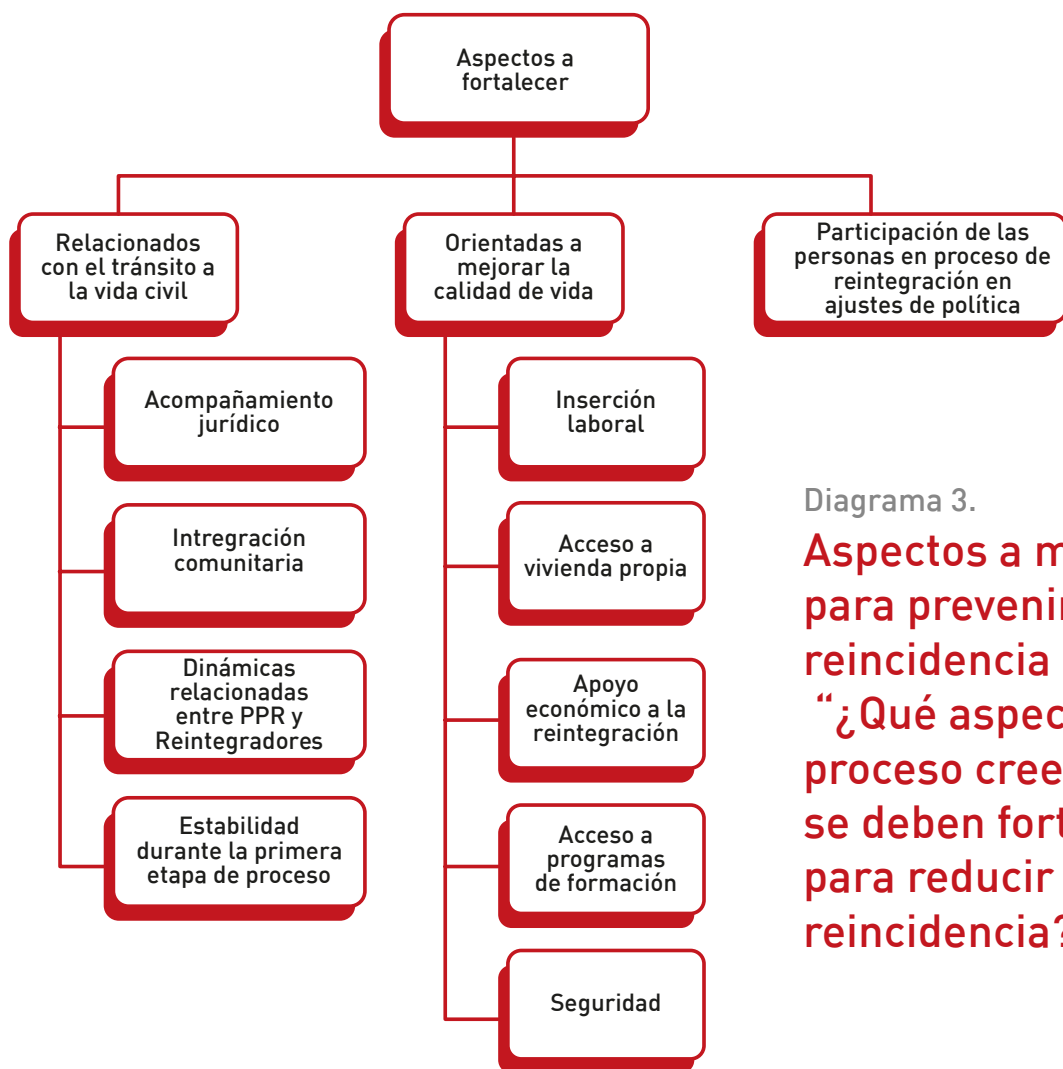 Aspectos a
fortalecer
Relacionados
con el tránsito a
la vida civil
Orientadas a
mejorar la
calidad de vida
Participación de las
personas en proceso de
reintegración en
ajustes de política
Acompañamiento
jurídico
Intregración
comunitaria
Dinámicas
relacionadas
entre PPR y
Reintegradores
Estabilidad
durante la primera
etapa de proceso
Inserción
laboral
Acceso a
vivienda propia
Apoyo
económico a la
reintegración
Acceso a
programas
de formación
Seguridad
Diagrama 3.
Aspectos a
para prevenir
reincidencia
“¿Qué
proceso
se deben
para reducir
reincidencia?